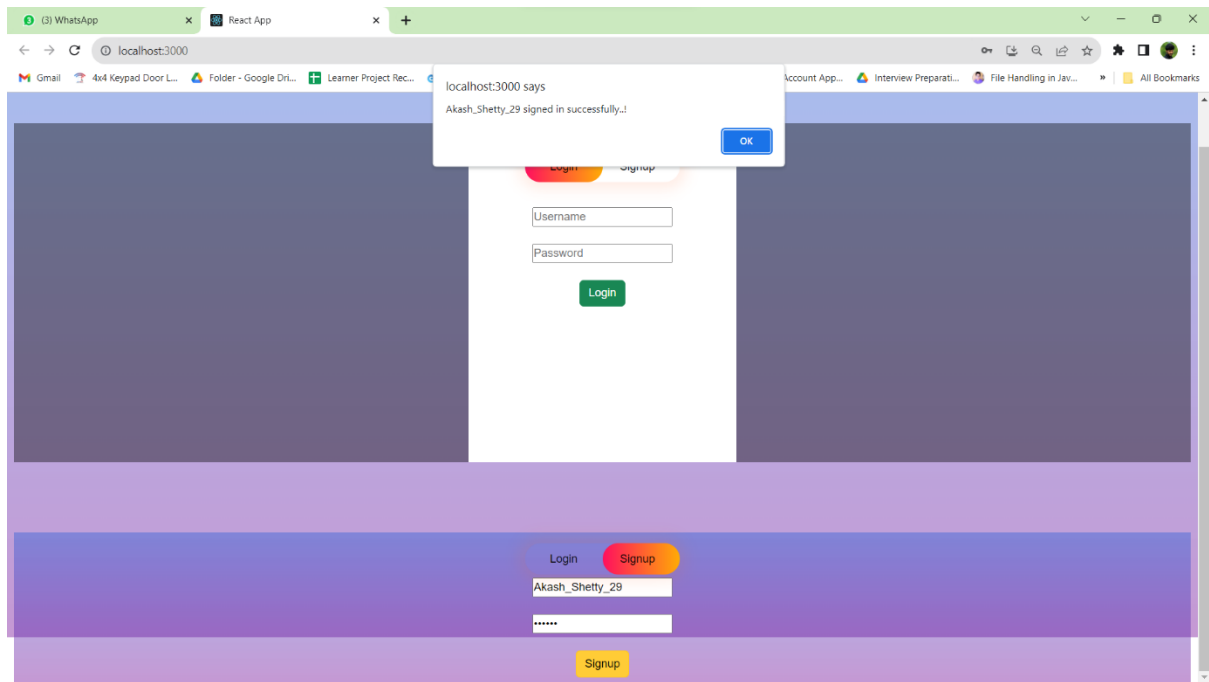 (3) WhatsApp
React App
localhost:3000
Gmail
4x4 Keypad Door L...
Folder - Google Dri...
Learner Project Rec...
Account App...
Interview Preparati...
File Handling in Jav...
»
All Bookmarks
localhost:3000 says
Akash_Shetty_29 signed in successfully..!
OK
Login Signup
Username
Password
Login
Login Signup
Akash_Shetty_29
••••••
Signup